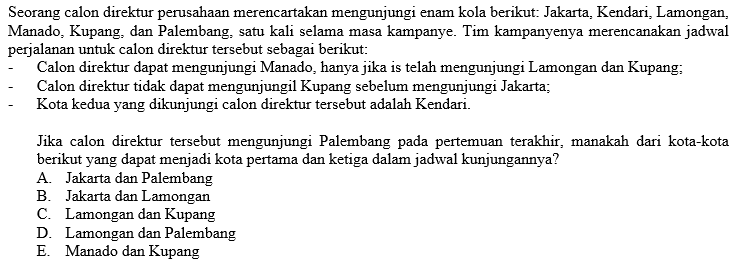 Seorang calon direktur perusahaan merencartakan mengunjungi enam kola berikut: Jakarta, Kendari, Lamongan,
Manado, Kupang, dan Palembang, satu kali selama masa kampanye. Tim kampanyenya merencanakan jadwal
perjalanan untuk calon direktur tersebut sebagai berikut:
- Calon direktur dapat mengunjungi Manado, hanya jika is telah mengunjungi Lamongan dan Kupang;
- Calon direktur tidak dapat mengunjungil Kupang sebelum mengunjungi Jakarta;
- Kota kedua yang dikunjungi calon direktur tersebut adalah Kendari.
Jika calon direktur tersebut mengunjungi Palembang pada pertemuan terakhir, manakah dari kota-kota
berikut yang dapat menjadi kota pertama dan ketiga dalam jadwal kunjungannya?
A. Jakarta dan Palembang
B. Jakarta dan Lamongan
C. Lamongan dan Kupang
D. Lamongan dan Palembang
E. Manado dan Kupang